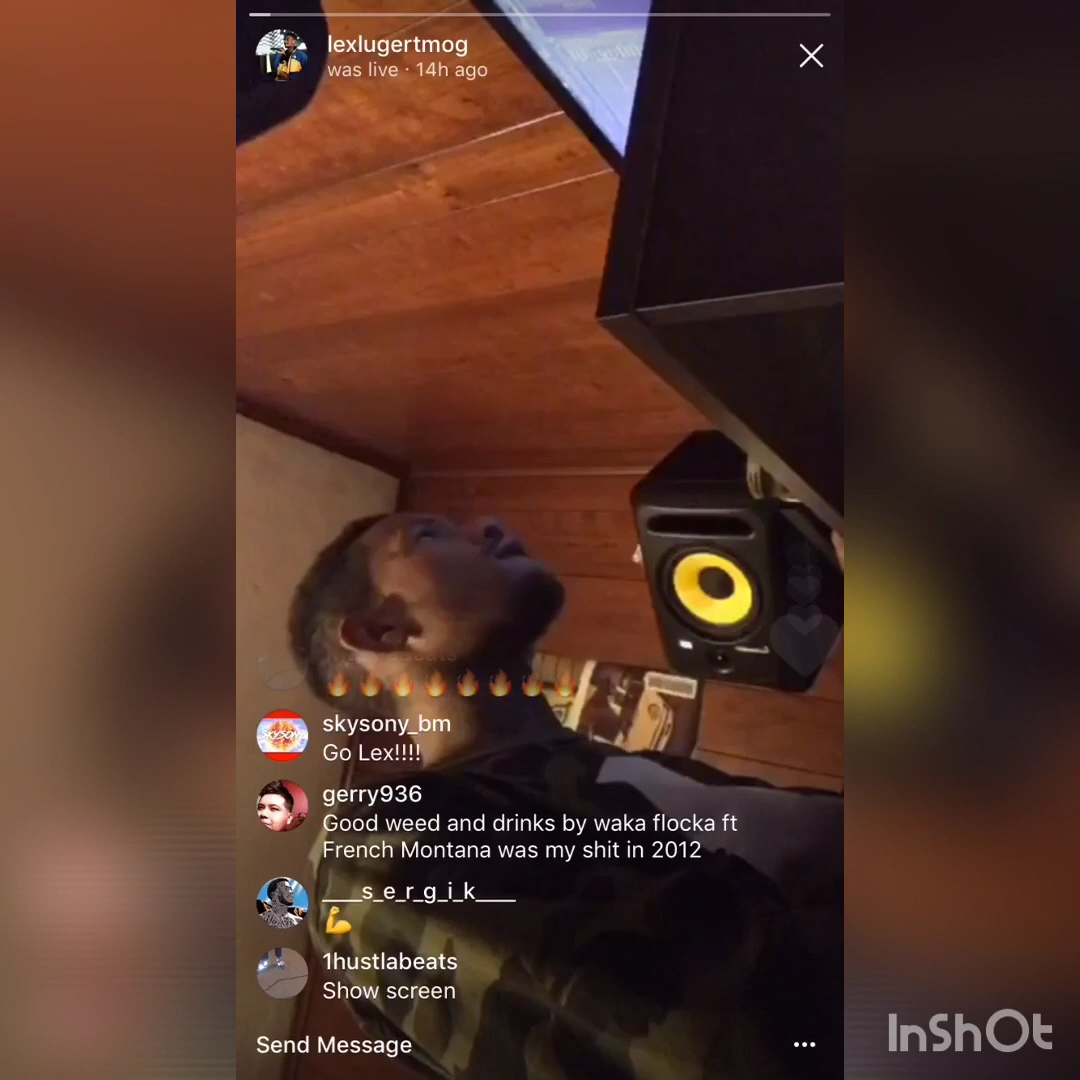 lexlugertmog
was live · 14h ago
🔥🔥🔥🔥🔥🔥🔥🔥
skysony_bm
Go Lex!!!!
gerry936
Good weed and drinks by waka flocka ft
French Montana was my shit in 2012
____s_e_r_g_i_k____
💪
1hustlabeats
Show screen
Send Message
InShOt